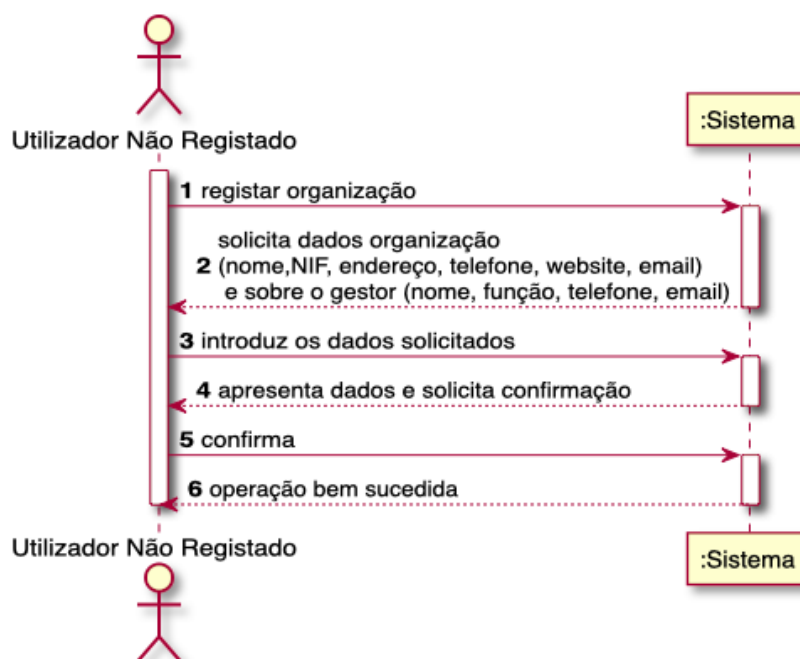 Utilizador Não Registado
:Sistema
1 registar organização
solicita dados organização
2 (nome,NIF, endereço, telefone, website, email)
e sobre o gestor (nome, função, telefone, email)
3 introduz os dados solicitados
4 apresenta dados e solicita confirmação
5 confirma
6 operação bem sucedida
Utilizador Não Registado
:Sistema